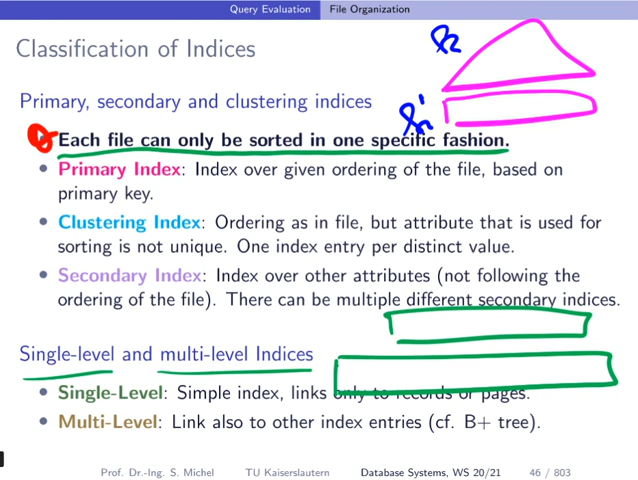 Query Evaluation File Organization
Classification of Indices
Primary, secondary and clustering indices
Each file can only be sorted in one specific fashion.
• Primary Index: Index over given ordering of the file, based on
primary key.
• Clustering Index: Ordering as in file, but attribute that is used for
sorting is not unique. One index entry per distinct value.
• Secondary Index: Index over other attributes (not following the
ordering of the file). There can be multiple different secondary indices.
Single-level and multi-level Indices
• Single-Level: Simple index, links only to records or pages.
• Multi-Level: Link also to other index entries (cf. B+ tree).
Prof. Dr.-Ing. S. Michel TU Kaiserslautern Database Systems, WS 20/21 46 / 803